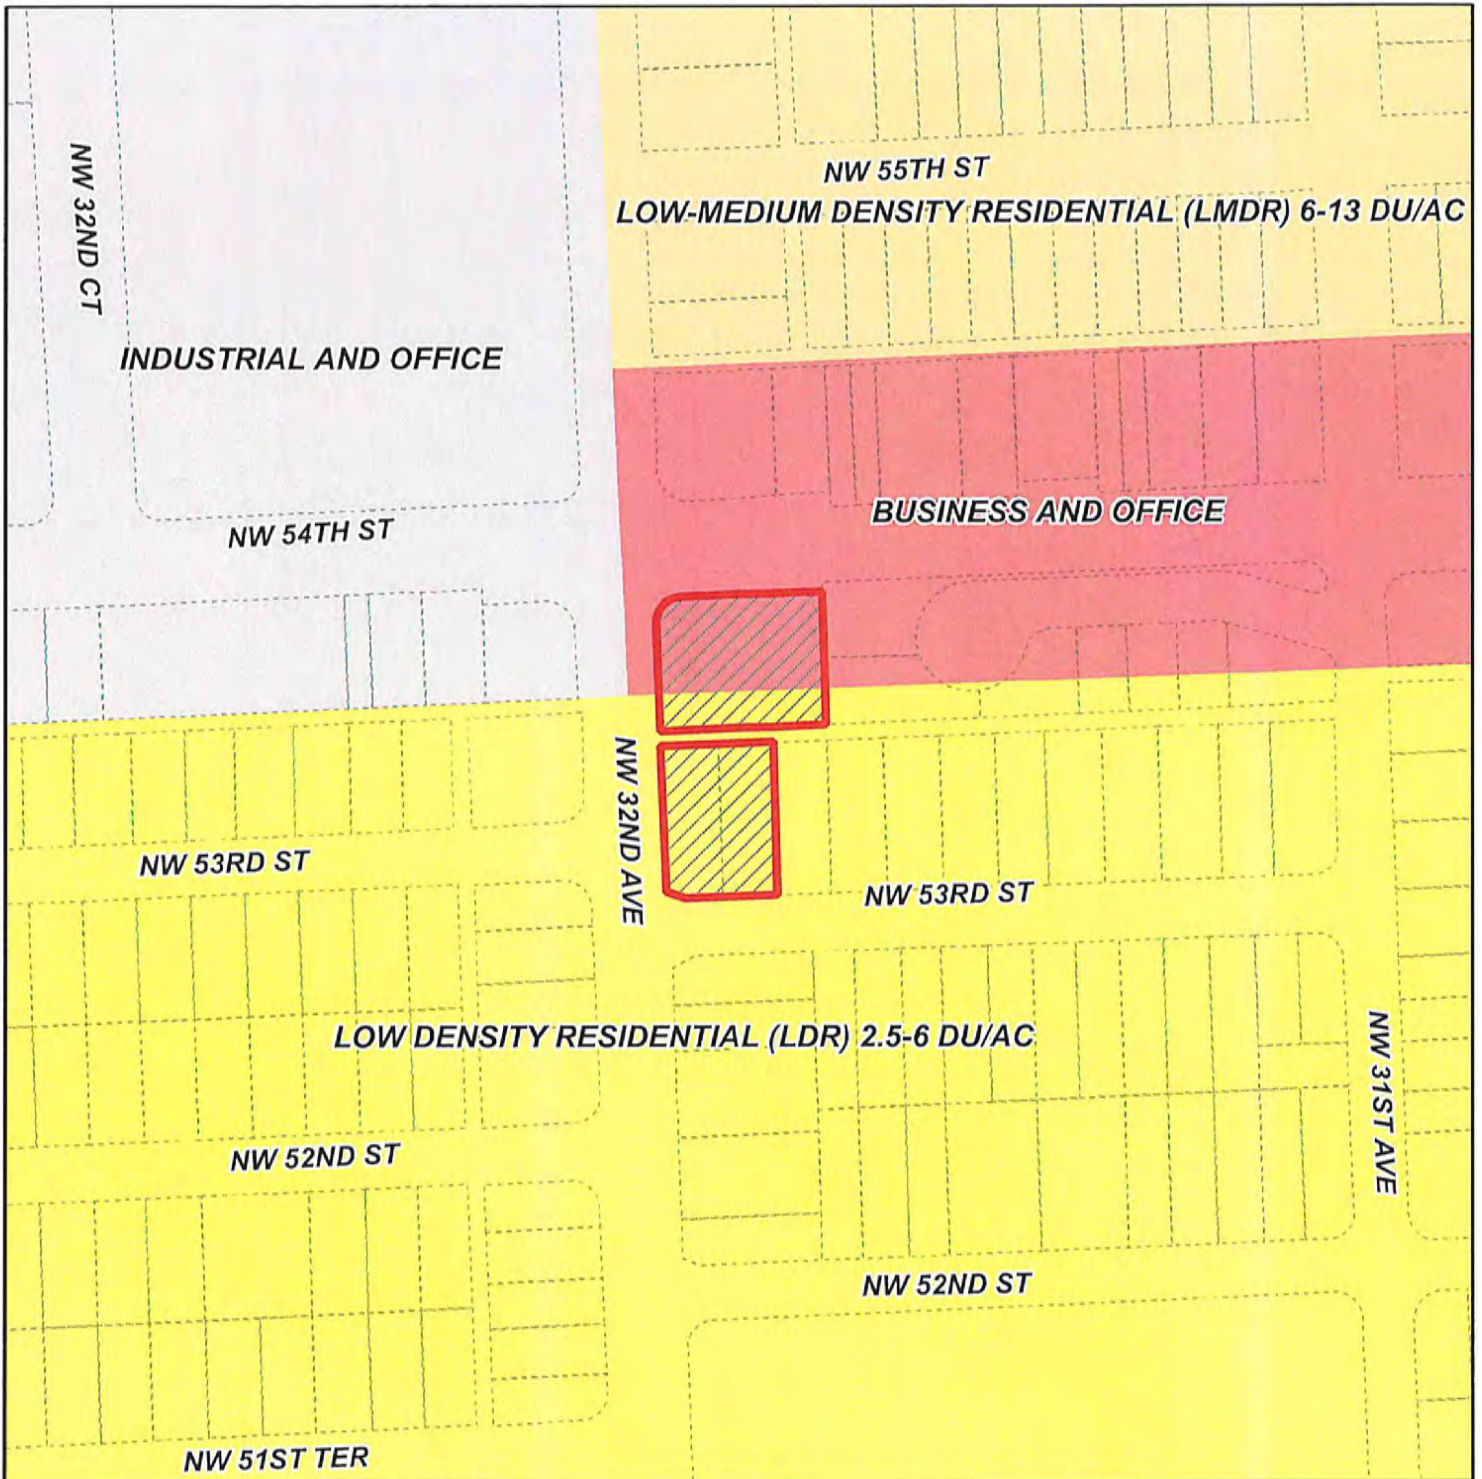 NW 55TH ST
LOW-MEDIUM DENSITY RESIDENTIAL (LMDR) 6-13 DU/AC
NW 32ND CT
INDUSTRIAL AND OFFICE
BUSINESS AND OFFICE
NW 54TH ST
NW 32ND AVE
NW 53RD ST
NW 53RD ST
LOW DENSITY RESIDENTIAL (LDR) 2.5-6 DU/AC
NW 31ST AVE
NW 52ND ST
NW 52ND ST
NW 51ST TER